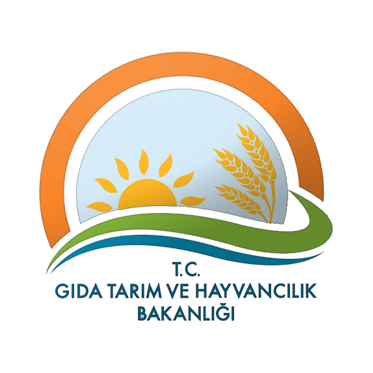 T.C.
GIDA TARIM VE HAYVANCILIK
BAKANLIĞI